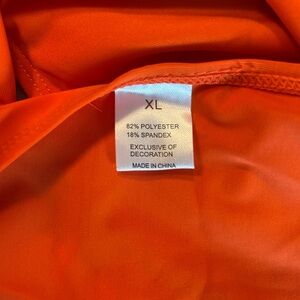 XL
82% POLYESTER
18% SPANDEX
EXCLUSIVE OF
DECORATION
MADE IN CHINA